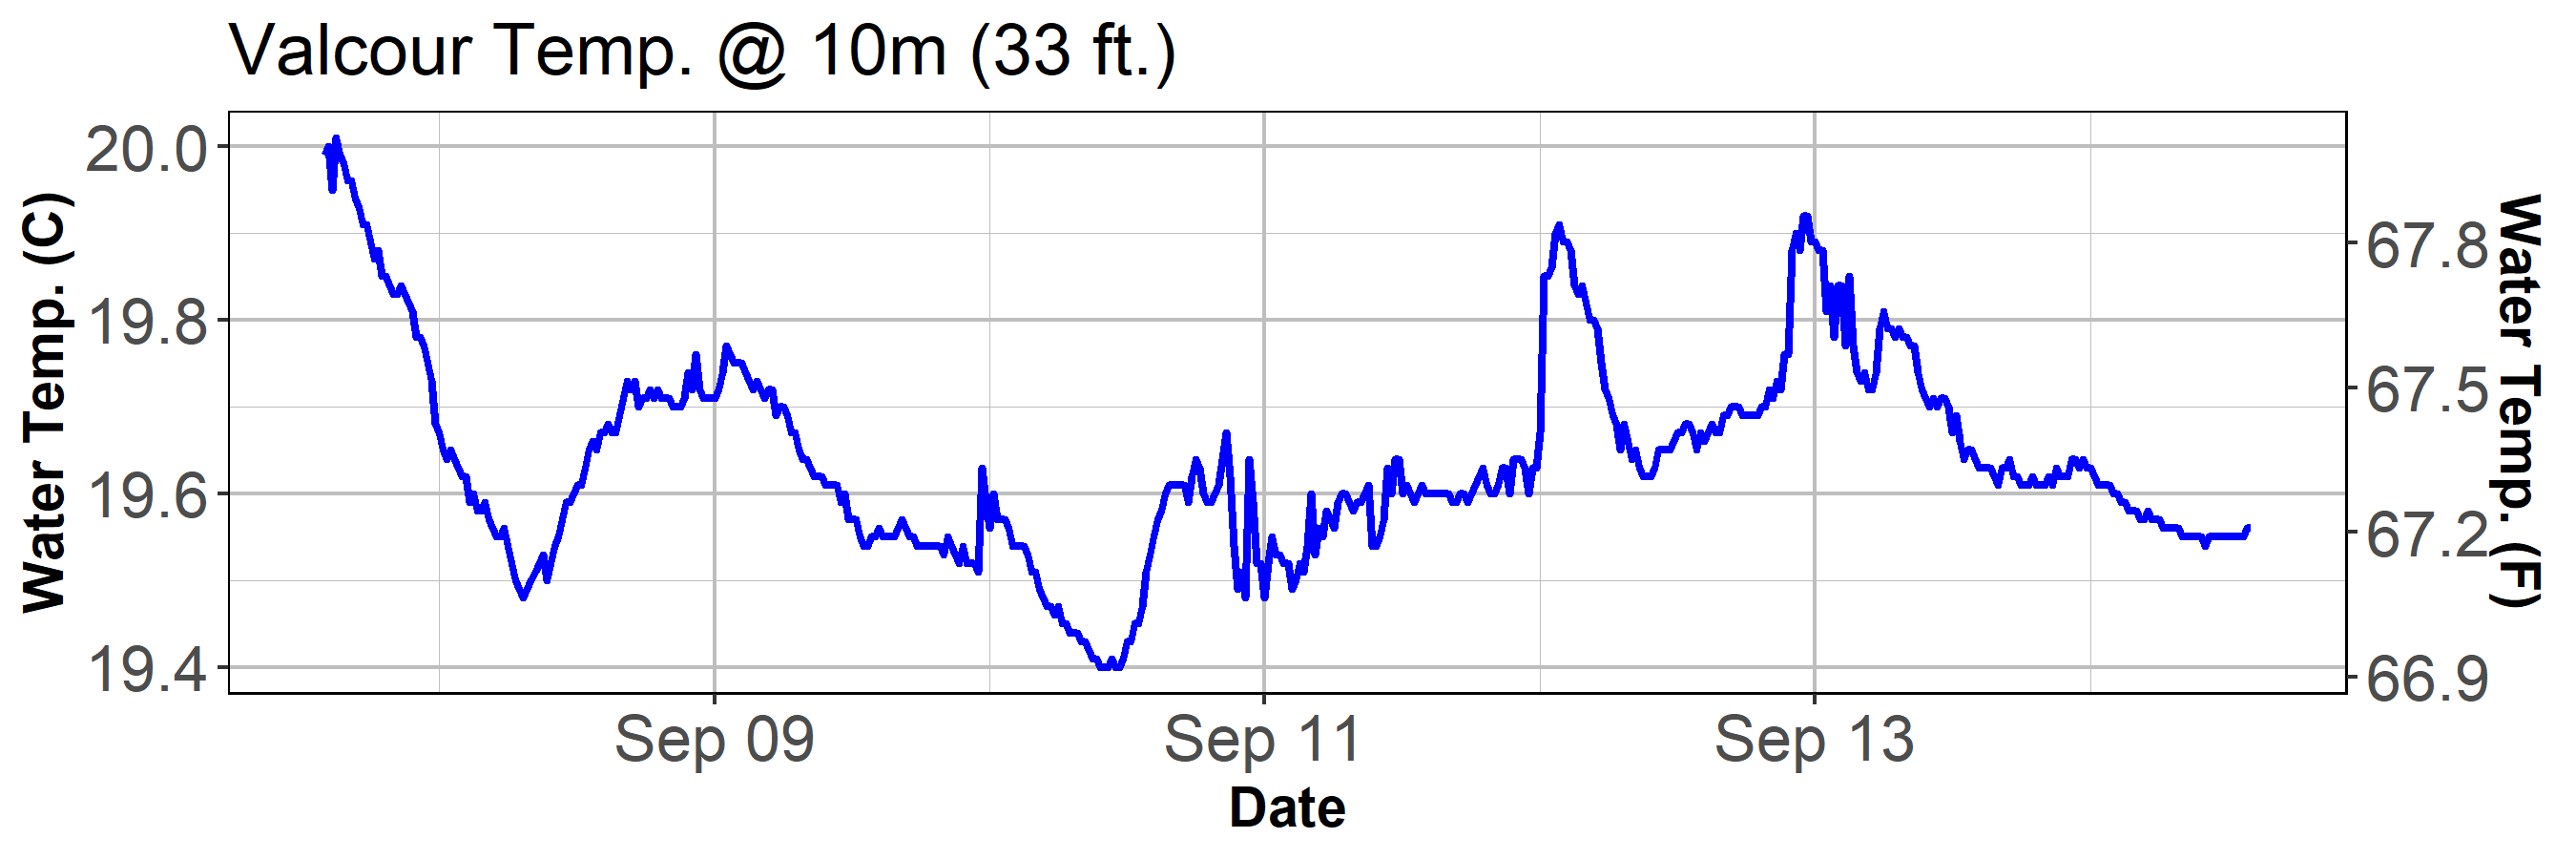 Valcour Temp. @ 10m (33 ft.)
Water Temp. (C)
20.0
19.8
19.6
19.4
67.8
67.5
67.2
66.9
Water Temp. (F)
Sep 09
Sep 11
Sep 13
Date